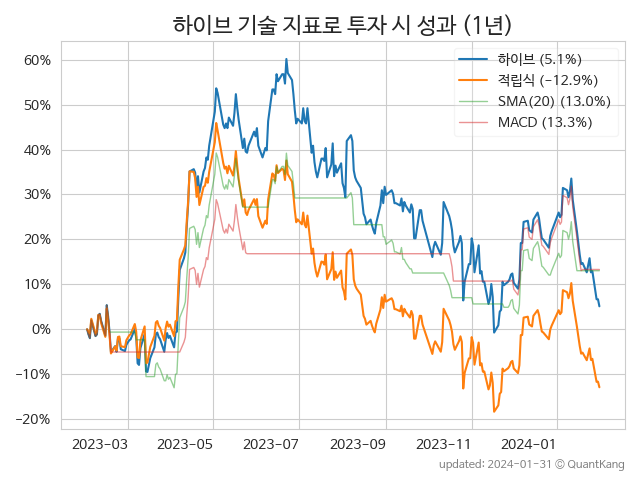 하이브 기술 지표로 투자 시 성과 (1년)
하이브 (5.1%)
적립식 (−12.9%)
SMA(20) (13.0%)
MACD (13.3%)
60%
50%
40%
30%
20%
10%
0%
−10%
−20%
2023-03
2023-05
2023-07
2023-09
2023-11
2024-01
updated: 2024-01-31 © QuantKang